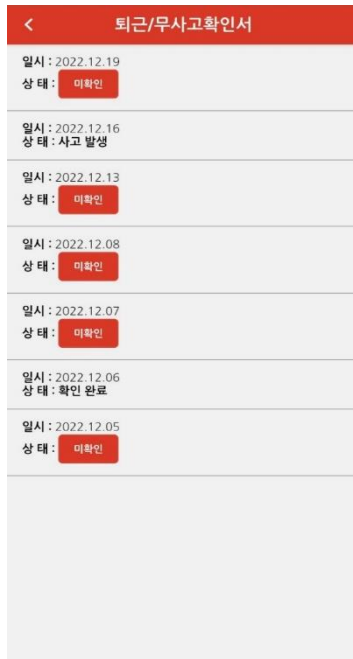 퇴근/무사고확인서
일시 : 2022.12.19
상 태 : 미확인
일시 : 2022.12.16
상 태 : 사고 발생
일시 : 2022.12.13
상 태 : 미확인
일시 : 2022.12.08
상 태 : 미확인
일시 : 2022.12.07
상 태 : 미확인
일시 : 2022.12.06
상 태 : 확인 완료
일시 : 2022.12.05
상 태 : 미확인